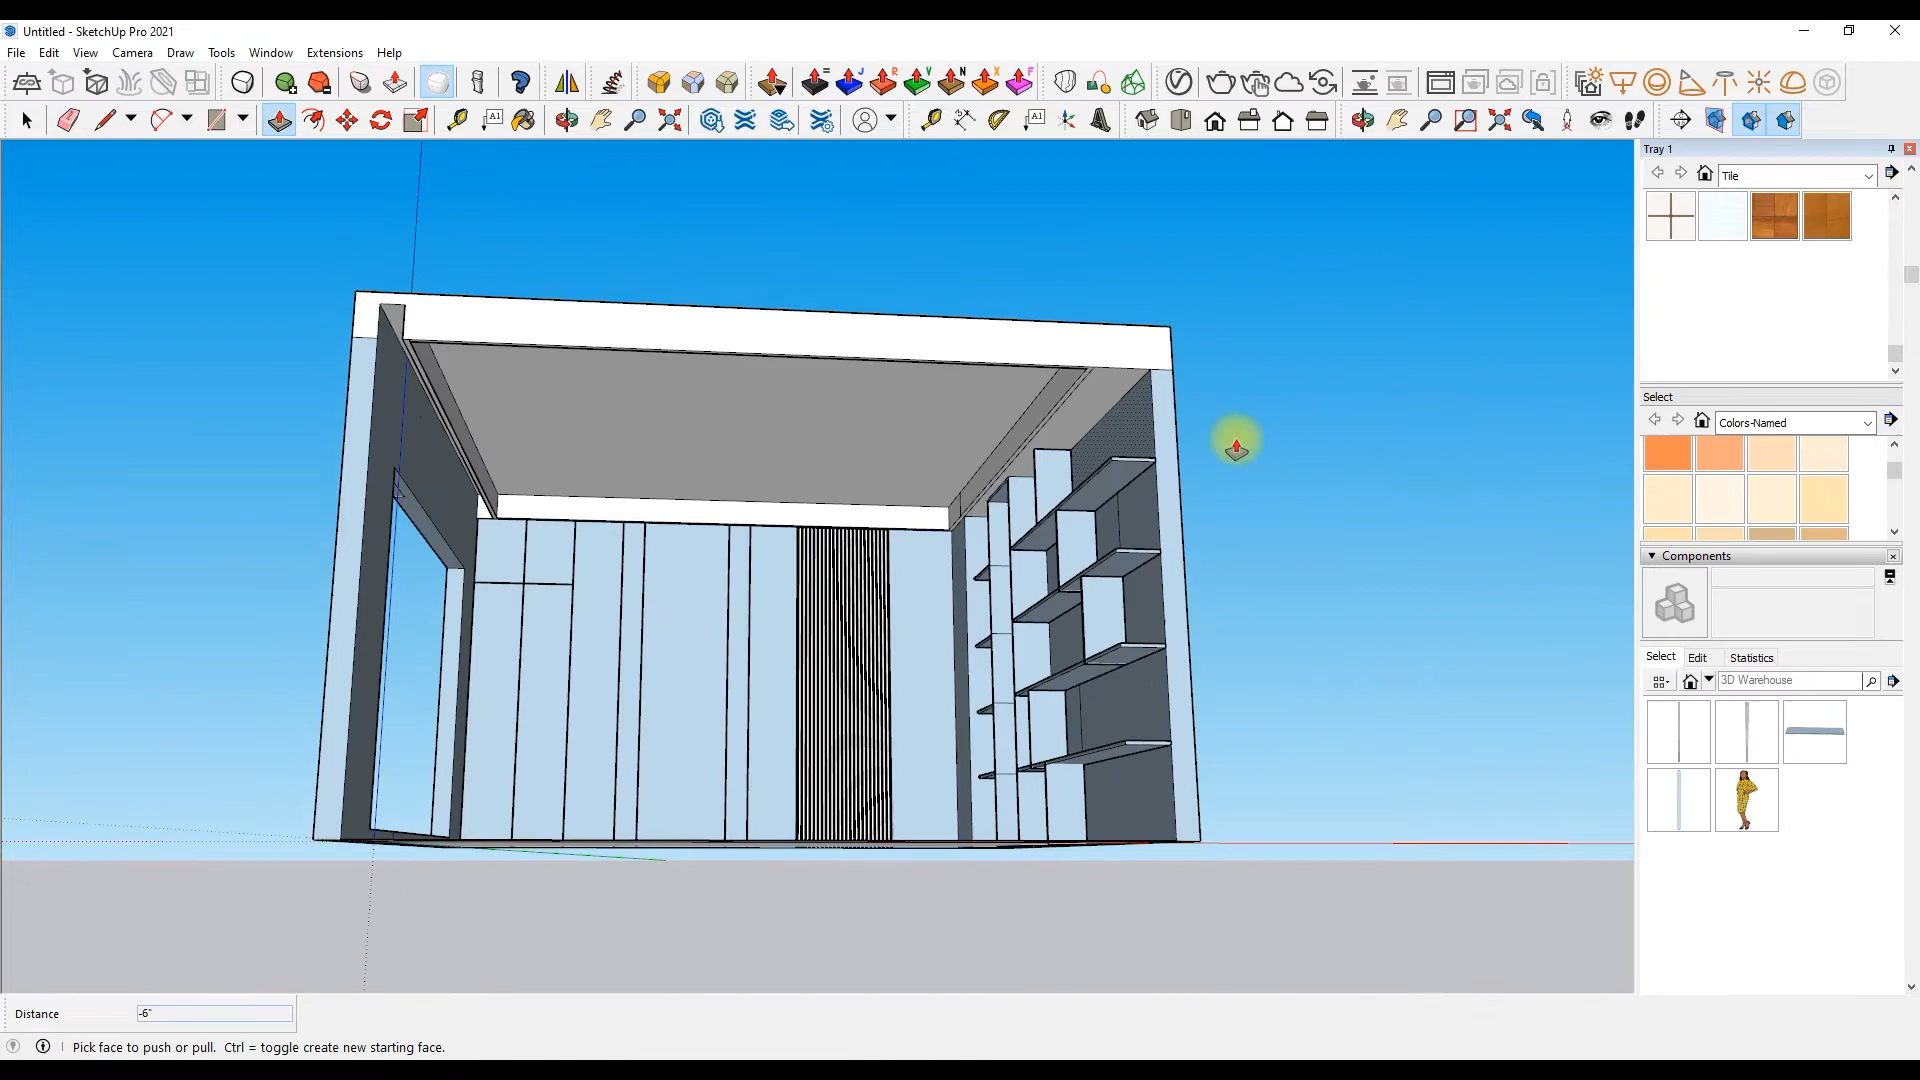 Untitled - SketchUp Pro 2021
File Edit View Camera Draw Tools Window Extensions Help
= J R V N X F
A1 A1
Tray 1
Tile
Select
Colors-Named
Components
Select Edit Statistics
3D Warehouse
Distance -6"
Pick face to push or pull. Ctrl = toggle create new starting face.